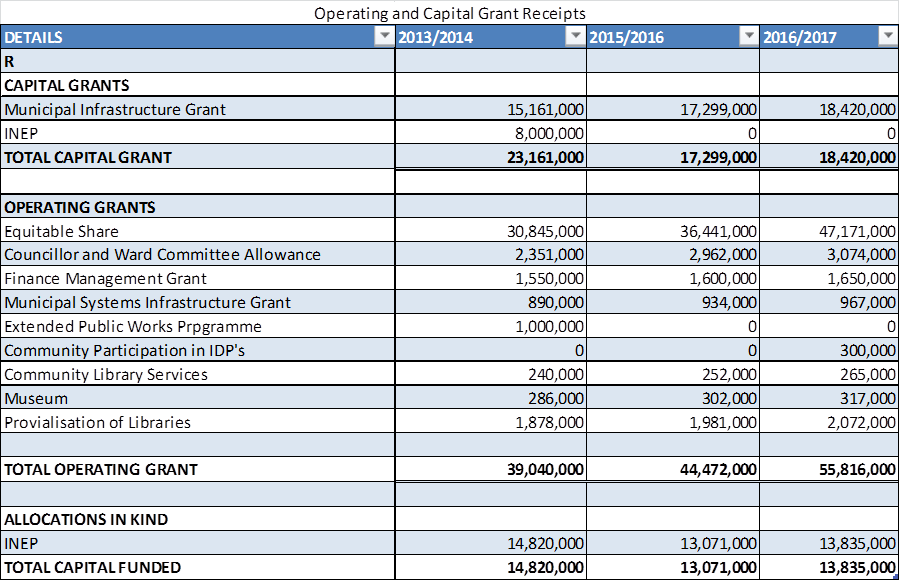 Operating and Capital Grant Receipts
DETAILS 2013/2014 2015/2016 2016/2017
R
CAPITAL GRANTS
Municipal Infrastructure Grant 15,161,000 17,299,000 18,420,000
INEP 8,000,000 0 0
TOTAL CAPITAL GRANT 23,161,000 17,299,000 18,420,000
OPERATING GRANTS
Equitable Share 30,845,000 36,441,000 47,171,000
Councillor and Ward Committee Allowance 2,351,000 2,962,000 3,074,000
Finance Management Grant 1,550,000 1,600,000 1,650,000
Municipal Systems Infrastructure Grant 890,000 934,000 967,000
Extended Public Works Prpgramme 1,000,000 0 0
Community Participation in IDP's 0 0 300,000
Community Library Services 240,000 252,000 265,000
Museum 286,000 302,000 317,000
Provialisation of Libraries 1,878,000 1,981,000 2,072,000
TOTAL OPERATING GRANT 39,040,000 44,472,000 55,816,000
ALLOCATIONS IN KIND
INEP 14,820,000 13,071,000 13,835,000
TOTAL CAPITAL FUNDED 14,820,000 13,071,000 13,835,000